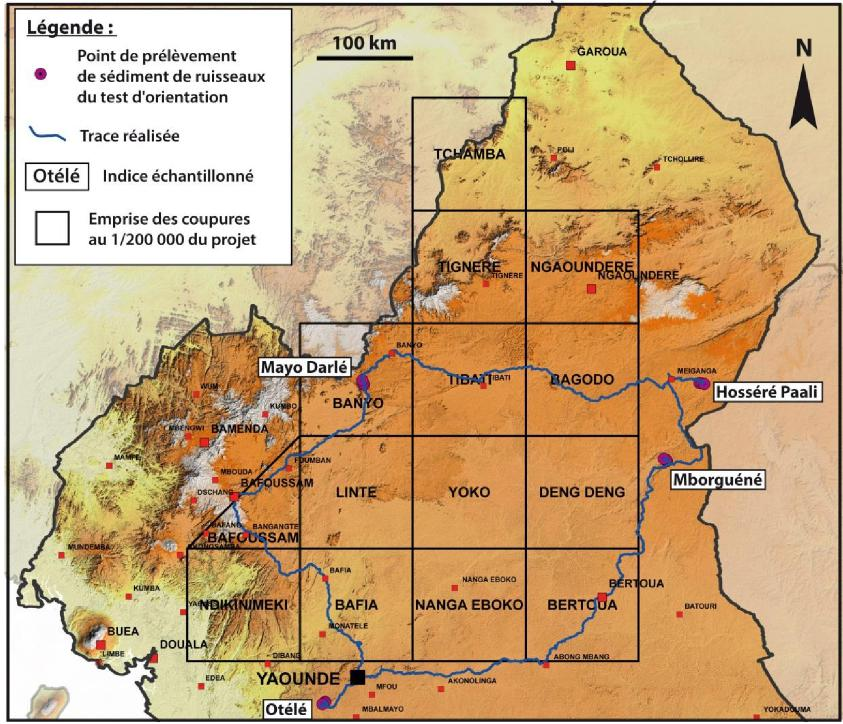 Légende :
Point de prélèvement
de sédiment de ruisseaux
du test d'orientation
Trace réalisée
Otélé
Indice échantillonné
Emprise des coupures
au 1/200 000 du projet
100 km
N
GAROUA
TCHAMBA
POLI
TCHOLLIRE
TIGNERE
TIGNERE
NGAOUNDERE
NGAOUNDERE
BANYO
Mayo Darlé
BANYO
TIBATI
TIBATI
BAGODO
MEIGANGA
Hosséré Paali
WUM
KUMBO
MBENGWI
BAMENDA
MAMFE
MBOUDA
FOUMBAN
BAFOUSSAM
DSCHANG
LINTE
YOKO
DENG DENG
Mborguéné
BAFANG
BANGANGTE
BAFOUSSAM
NKONGSAMBA
MUNDEMBA
KUMBA
NDIKINIMEKI
BAFIA
BAFIA
NANGA EBOKO
NANGA EBOKO
BERTOUA
BERTOUA
BATOURI
MONATELE
BUEA
LIMBE
DOUALA
DIBANG
EDEA
YAOUNDE
MFOU
AKONOLINGA
ABONG MBANG
Otélé
MBALMAYO
YOKADOUMA